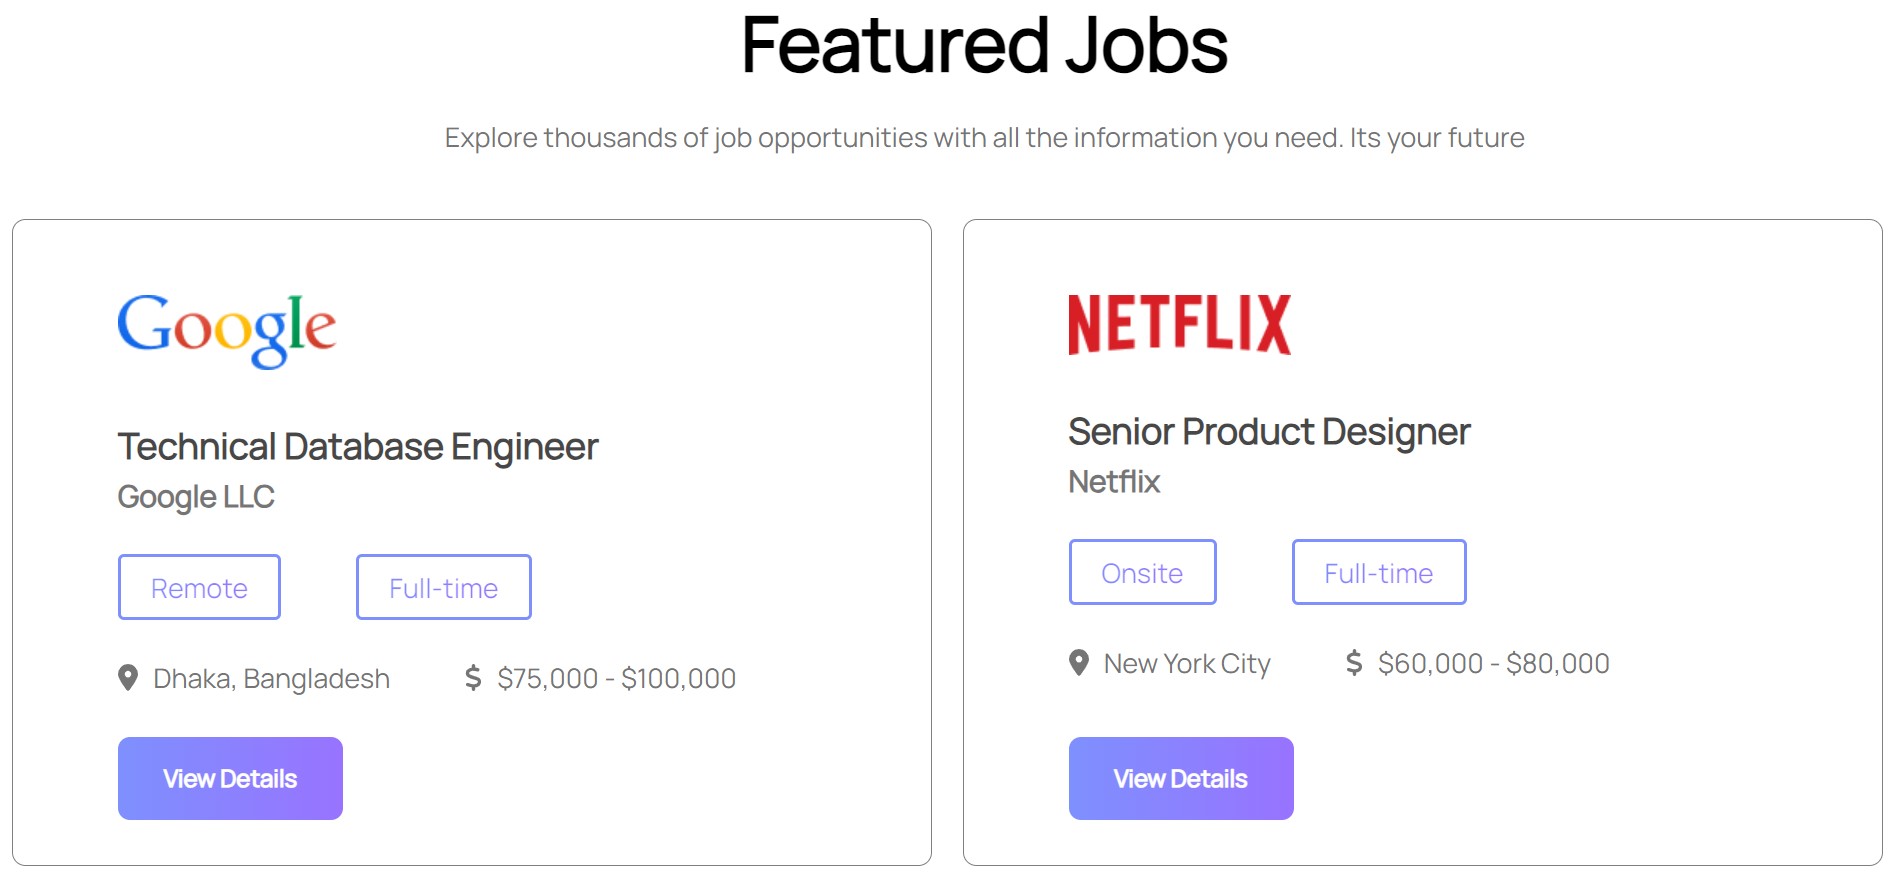 Featured Jobs
Explore thousands of job opportunities with all the information you need. Its your future
Google
Technical Database Engineer
Google LLC
Remote
Full-time
Dhaka, Bangladesh
$ $75,000 - $100,000
View Details
NETFLIX
Senior Product Designer
Netflix
Onsite
Full-time
New York City
$ $60,000 - $80,000
View Details